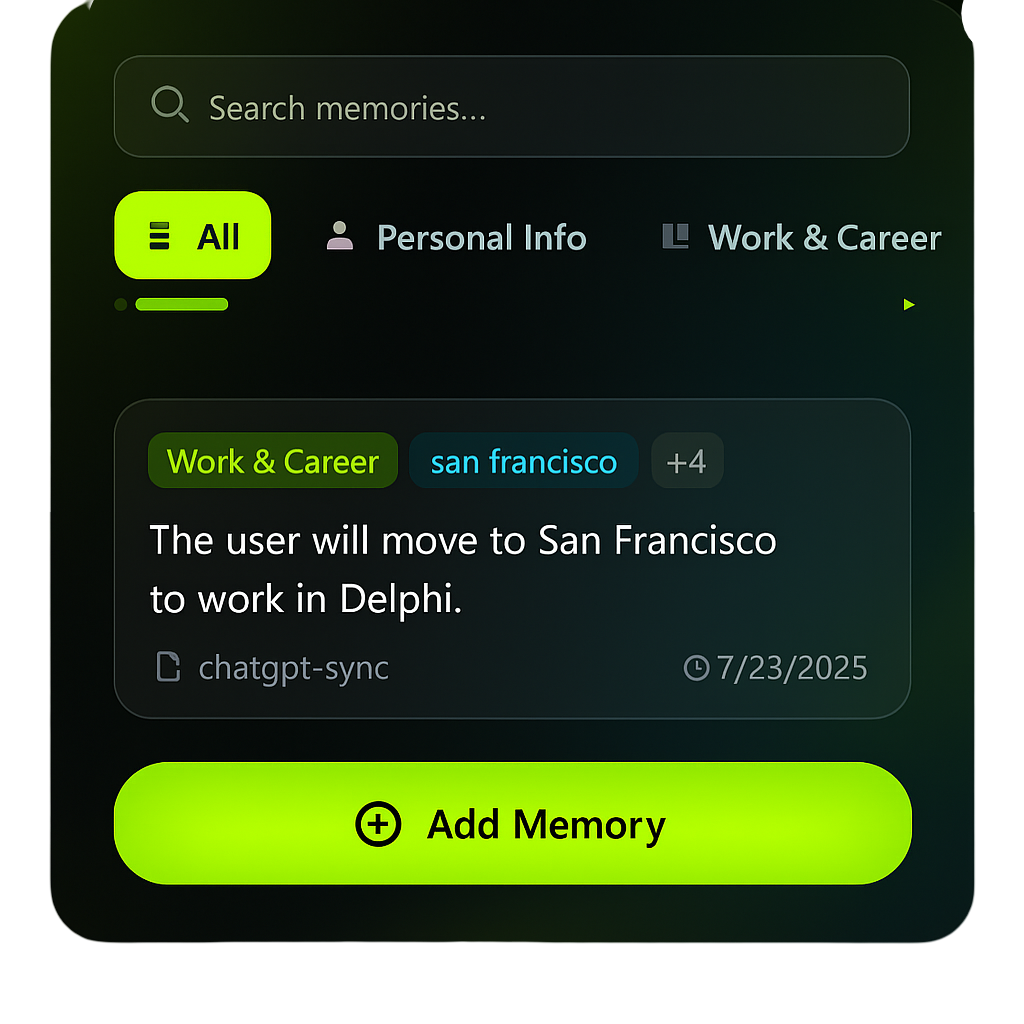 Search memories...
All Personal Info Work & Career
Work & Career san francisco +4
The user will move to San Francisco
to work in Delphi.
chatgpt-sync 7/23/2025
Add Memory